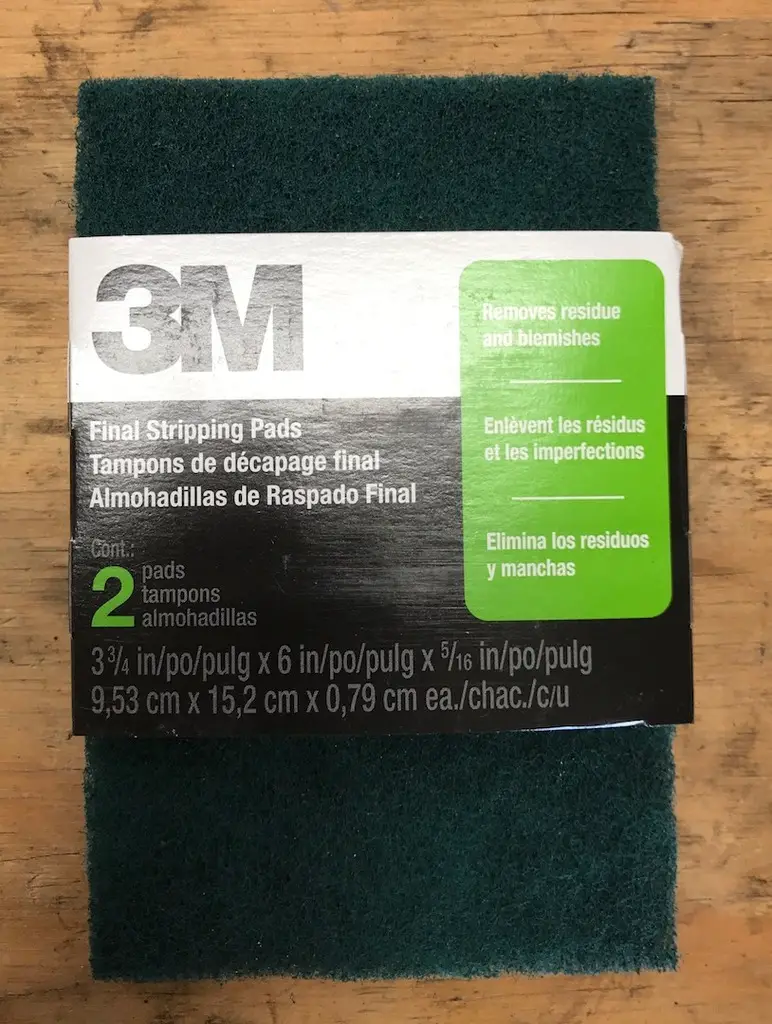 3M
Removes residue
and blemishes
Enlèvent les résidus
et les imperfections
Elimina los residuos
y manchas
Final Stripping Pads
Tampons de décapage final
Almohadillas de Raspado Final
Cont.:
2 pads
tampons
almohadillas
3 3/4 in/po/pulg x 6 in/po/pulg x 5/16 in/po/pulg
9,53 cm x 15,2 cm x 0,79 cm ea./chac./c/u